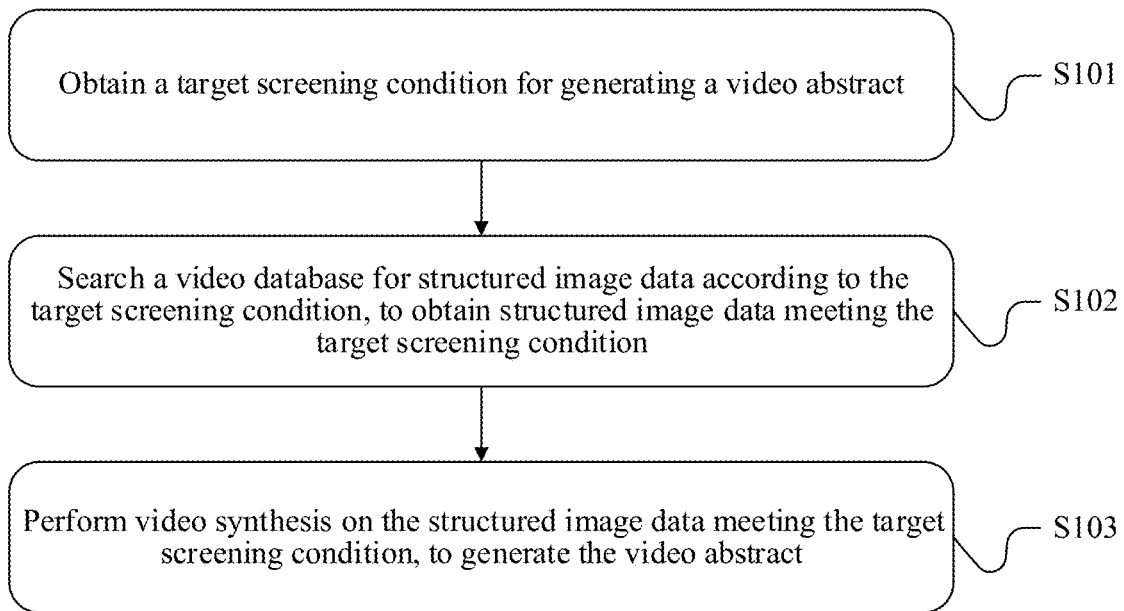 Obtain a target screening condition for generating a video abstract
S101
Search a video database for structured image data according to the
target screening condition, to obtain structured image data meeting the
target screening condition
S102
Perform video synthesis on the structured image data meeting the target
screening condition, to generate the video abstract
S103